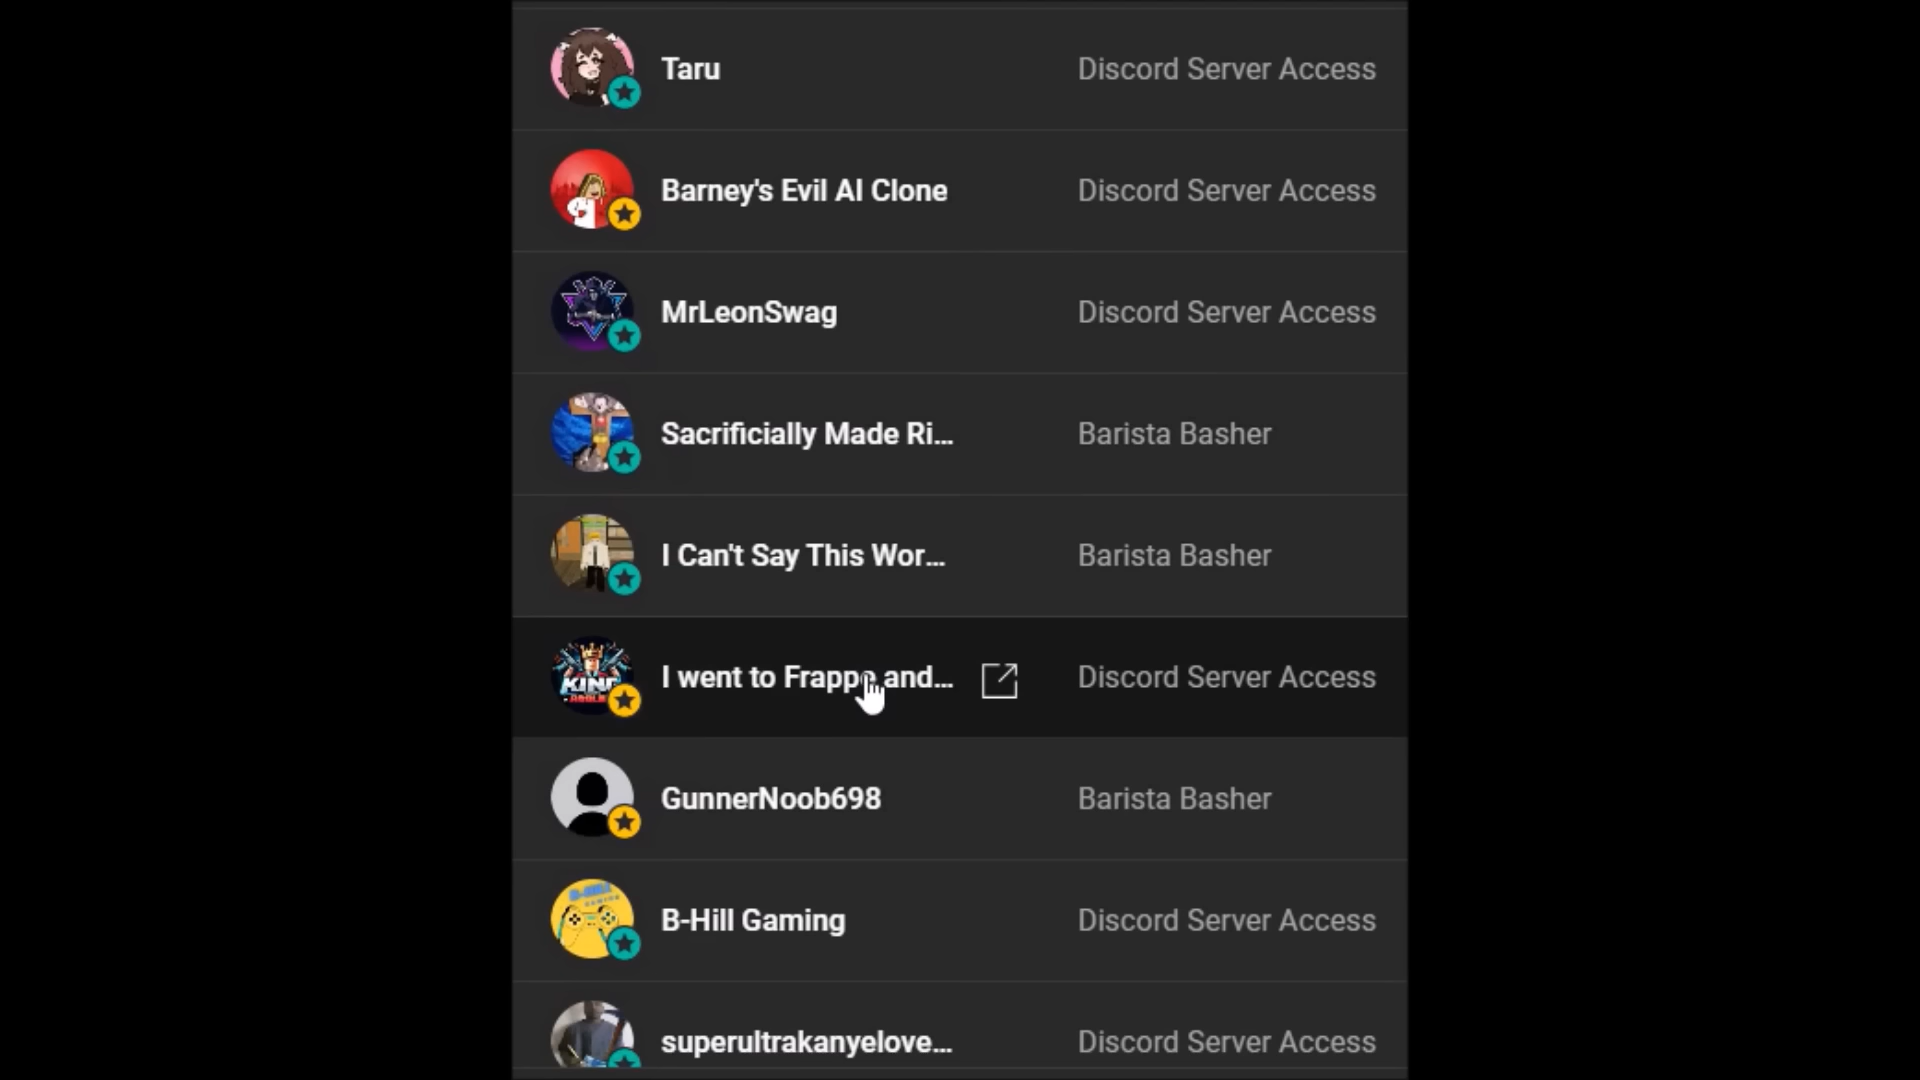 Taru Discord Server Access
Barney's Evil AI Clone Discord Server Access
MrLeonSwag Discord Server Access
Sacrificially Made Ri... Barista Basher
I Can't Say This Wor... Barista Basher
KING
I went to Frappe and... Discord Server Access
GunnerNoob698 Barista Basher
B-Hill Gaming Discord Server Access
superultrakanyelove... Discord Server Access